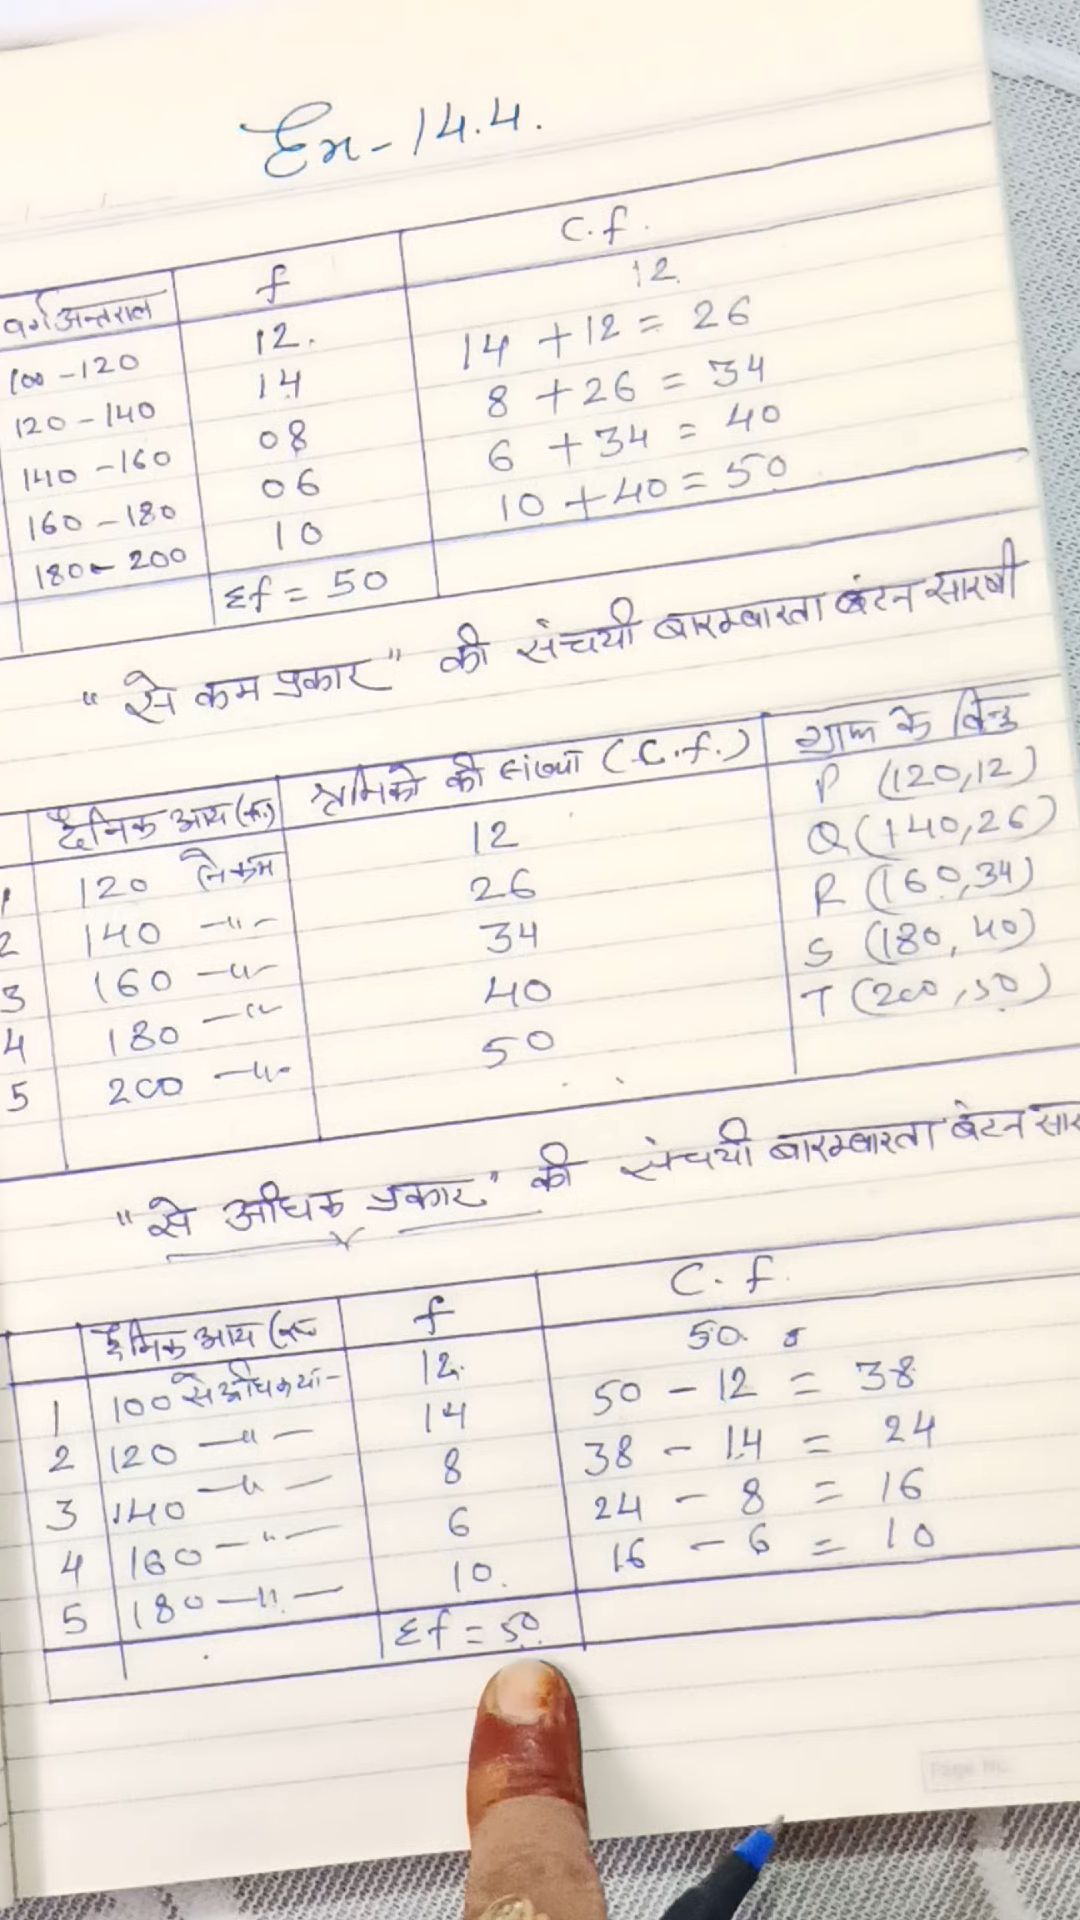 Ex-14.4.
वर्ग अन्तराल f C.f.
100-120 12. 12
120-140 14 14 + 12 = 26
140-160 08 8 + 26 = 34
160-180 06 6 + 34 = 40
180-200 10 10 + 40 = 50
Σf = 50
"से कम प्रकार" की संचयी बारम्बारता बंटन सारणी
दैनिक आय (रु०) श्रमिको की संख्या (C.f.) ग्राफ के बिन्दु
1 120 से कम 12 P (120,12)
2 140 -"- 26 Q (140,26)
3 160 -"- 34 R (160,34)
4 180 -"- 40 S (180,40)
5 200 -"- 50 T (200,50)
"से अधिक प्रकार" की संचयी बारम्बारता बंटन सार
दैनिक आय f C.f.
1 100 से अधिक या- 12. 50
2 120 -"- 14 50 - 12 = 38
3 140 -"- 8 38 - 14 = 24
4 160 -"- 6 24 - 8 = 16
5 180 -"- 10. 16 - 6 = 10
Σf = 50
Page No.